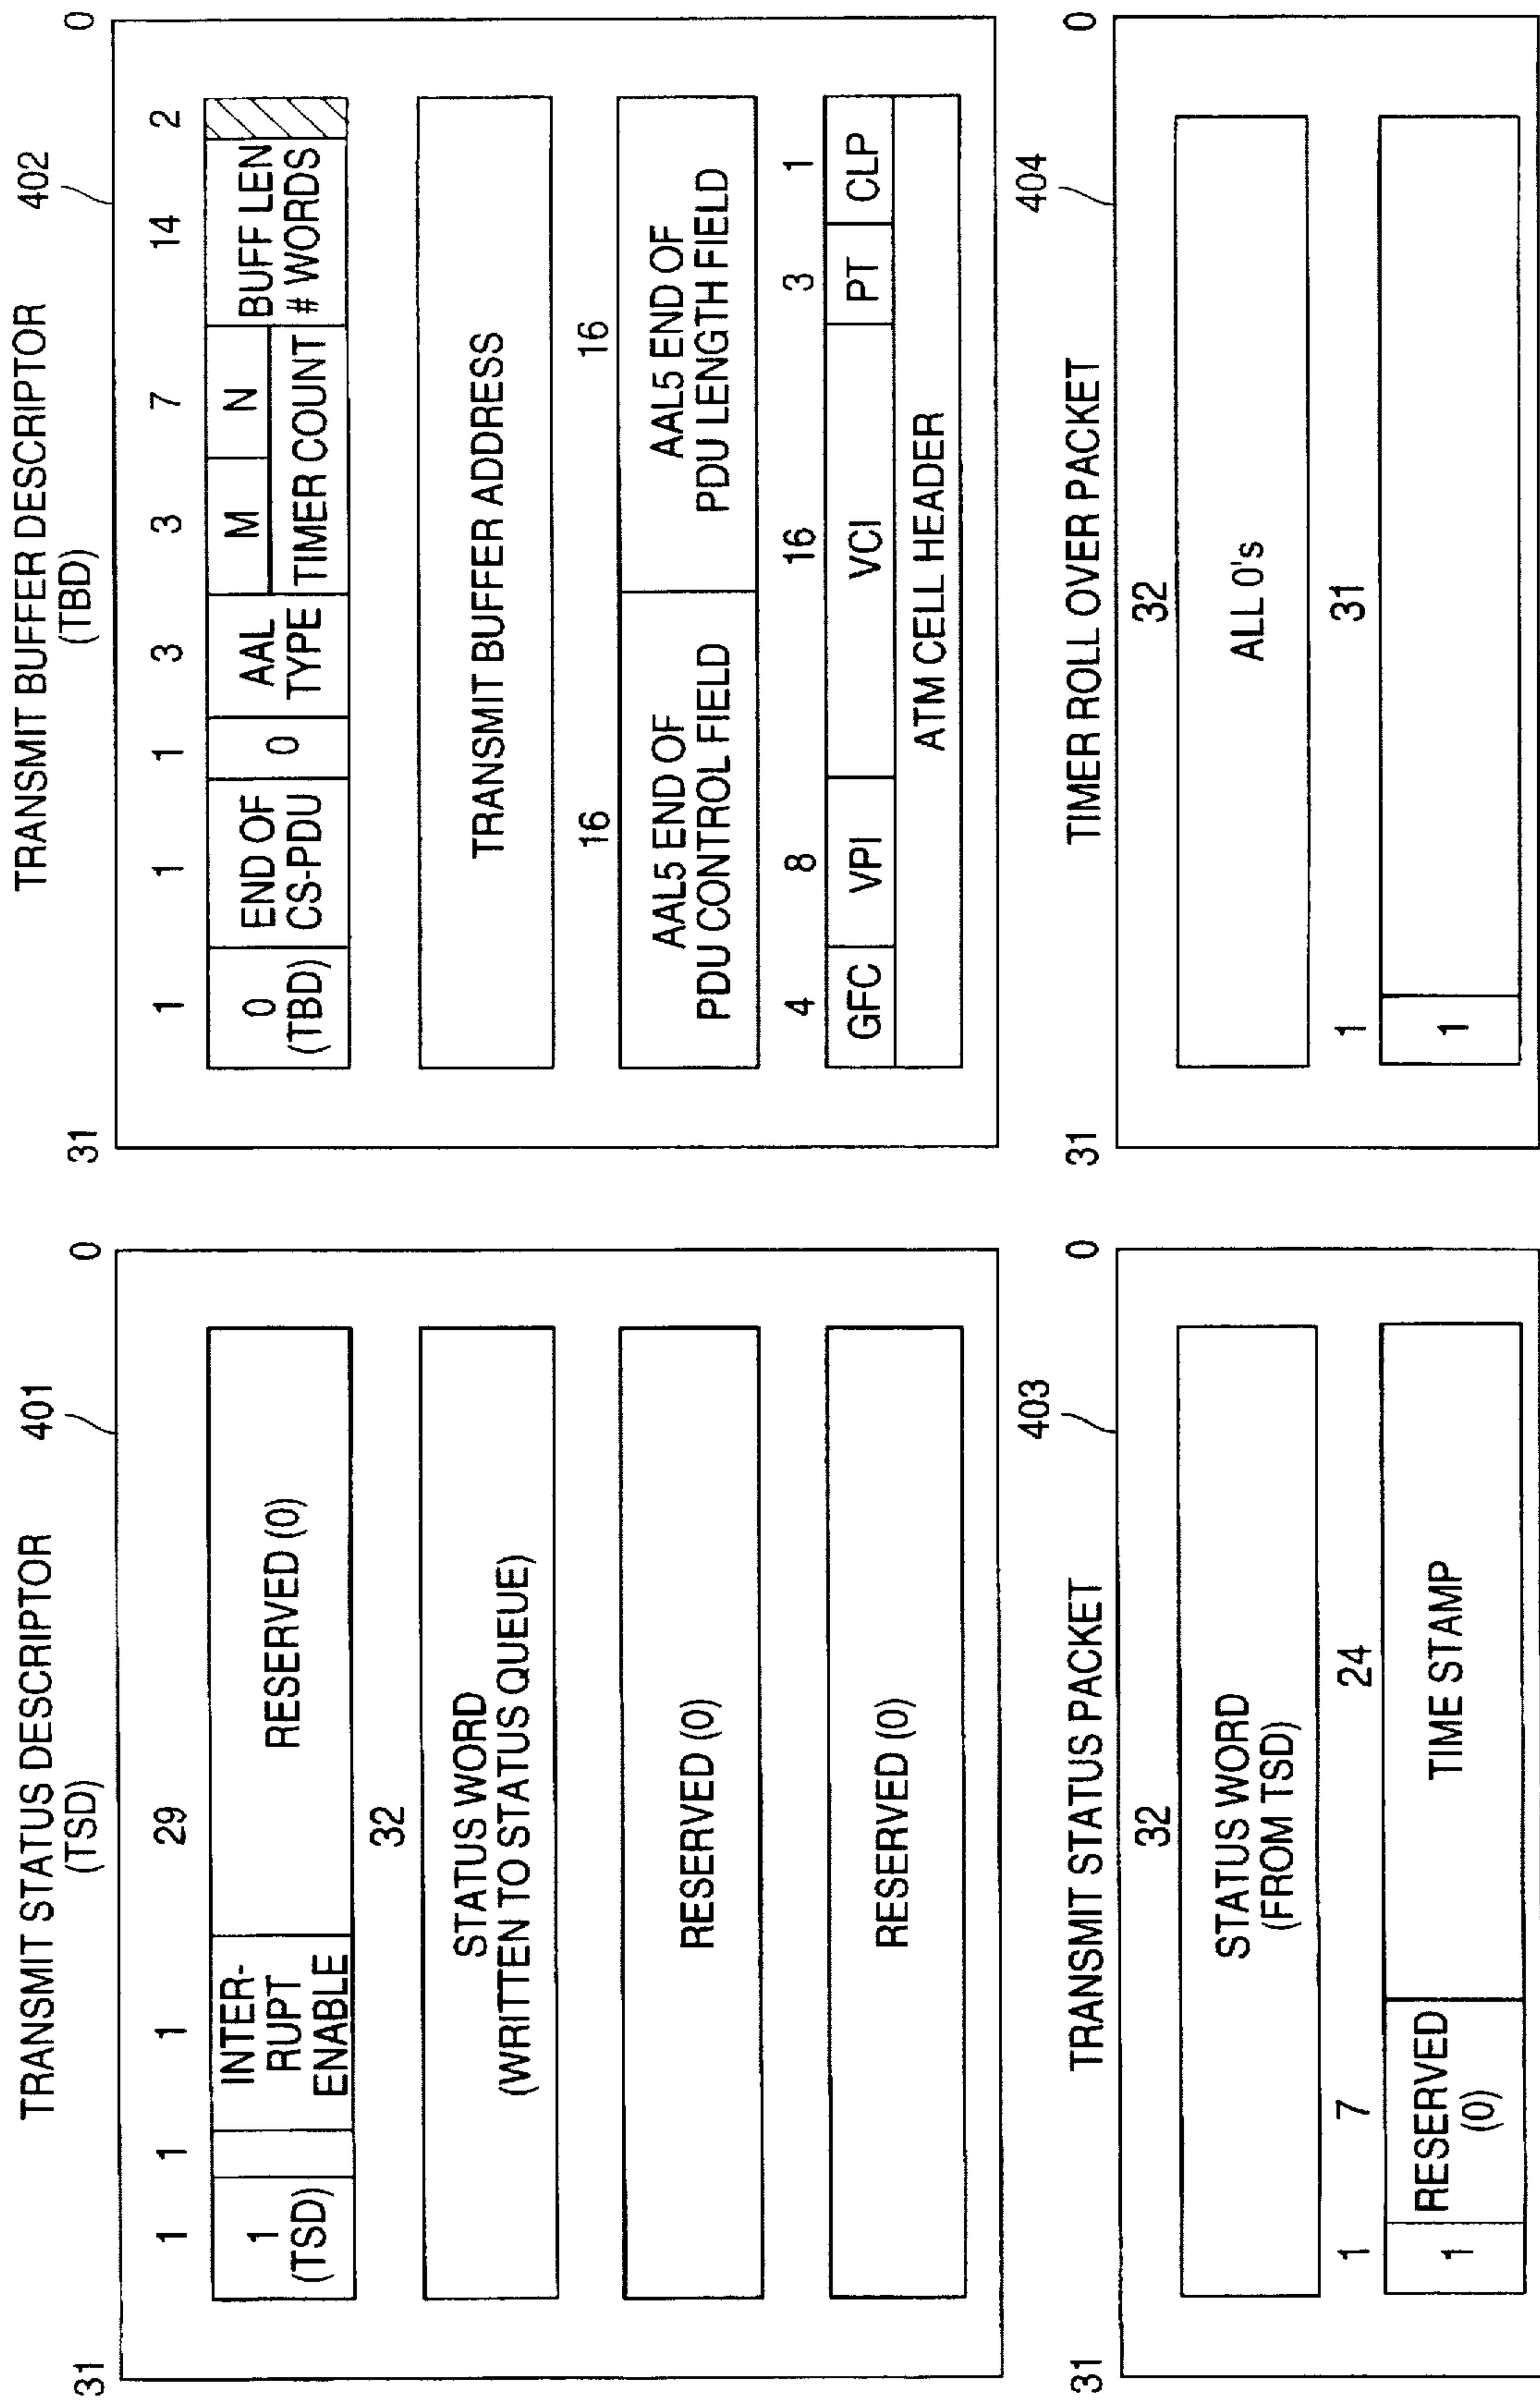 TRANSMIT STATUS DESCRIPTOR
(TSD)
401
31
0
1
1
1
29
1
(TSD)
INTER-
RUPT
ENABLE
RESERVED (0)
32
STATUS WORD
(WRITTEN TO STATUS QUEUE)
RESERVED (0)
RESERVED (0)
TRANSMIT BUFFER DESCRIPTOR
(TBD)
402
31
0
1
1
1
3
3
7
14
2
0
(TBD)
END OF
CS-PDU
0
AAL
TYPE
M
N
TIMER COUNT
BUFF LEN
# WORDS
TRANSMIT BUFFER ADDRESS
16
16
AAL5 END OF
PDU CONTROL FIELD
AAL5 END OF
PDU LENGTH FIELD
4
8
16
3
1
GFC
VPI
VCI
PT
CLP
ATM CELL HEADER
TRANSMIT STATUS PACKET
403
31
0
32
STATUS WORD
(FROM TSD)
1
7
24
1
RESERVED
(0)
TIME STAMP
TIMER ROLL OVER PACKET
404
31
0
32
ALL 0's
1
31
1